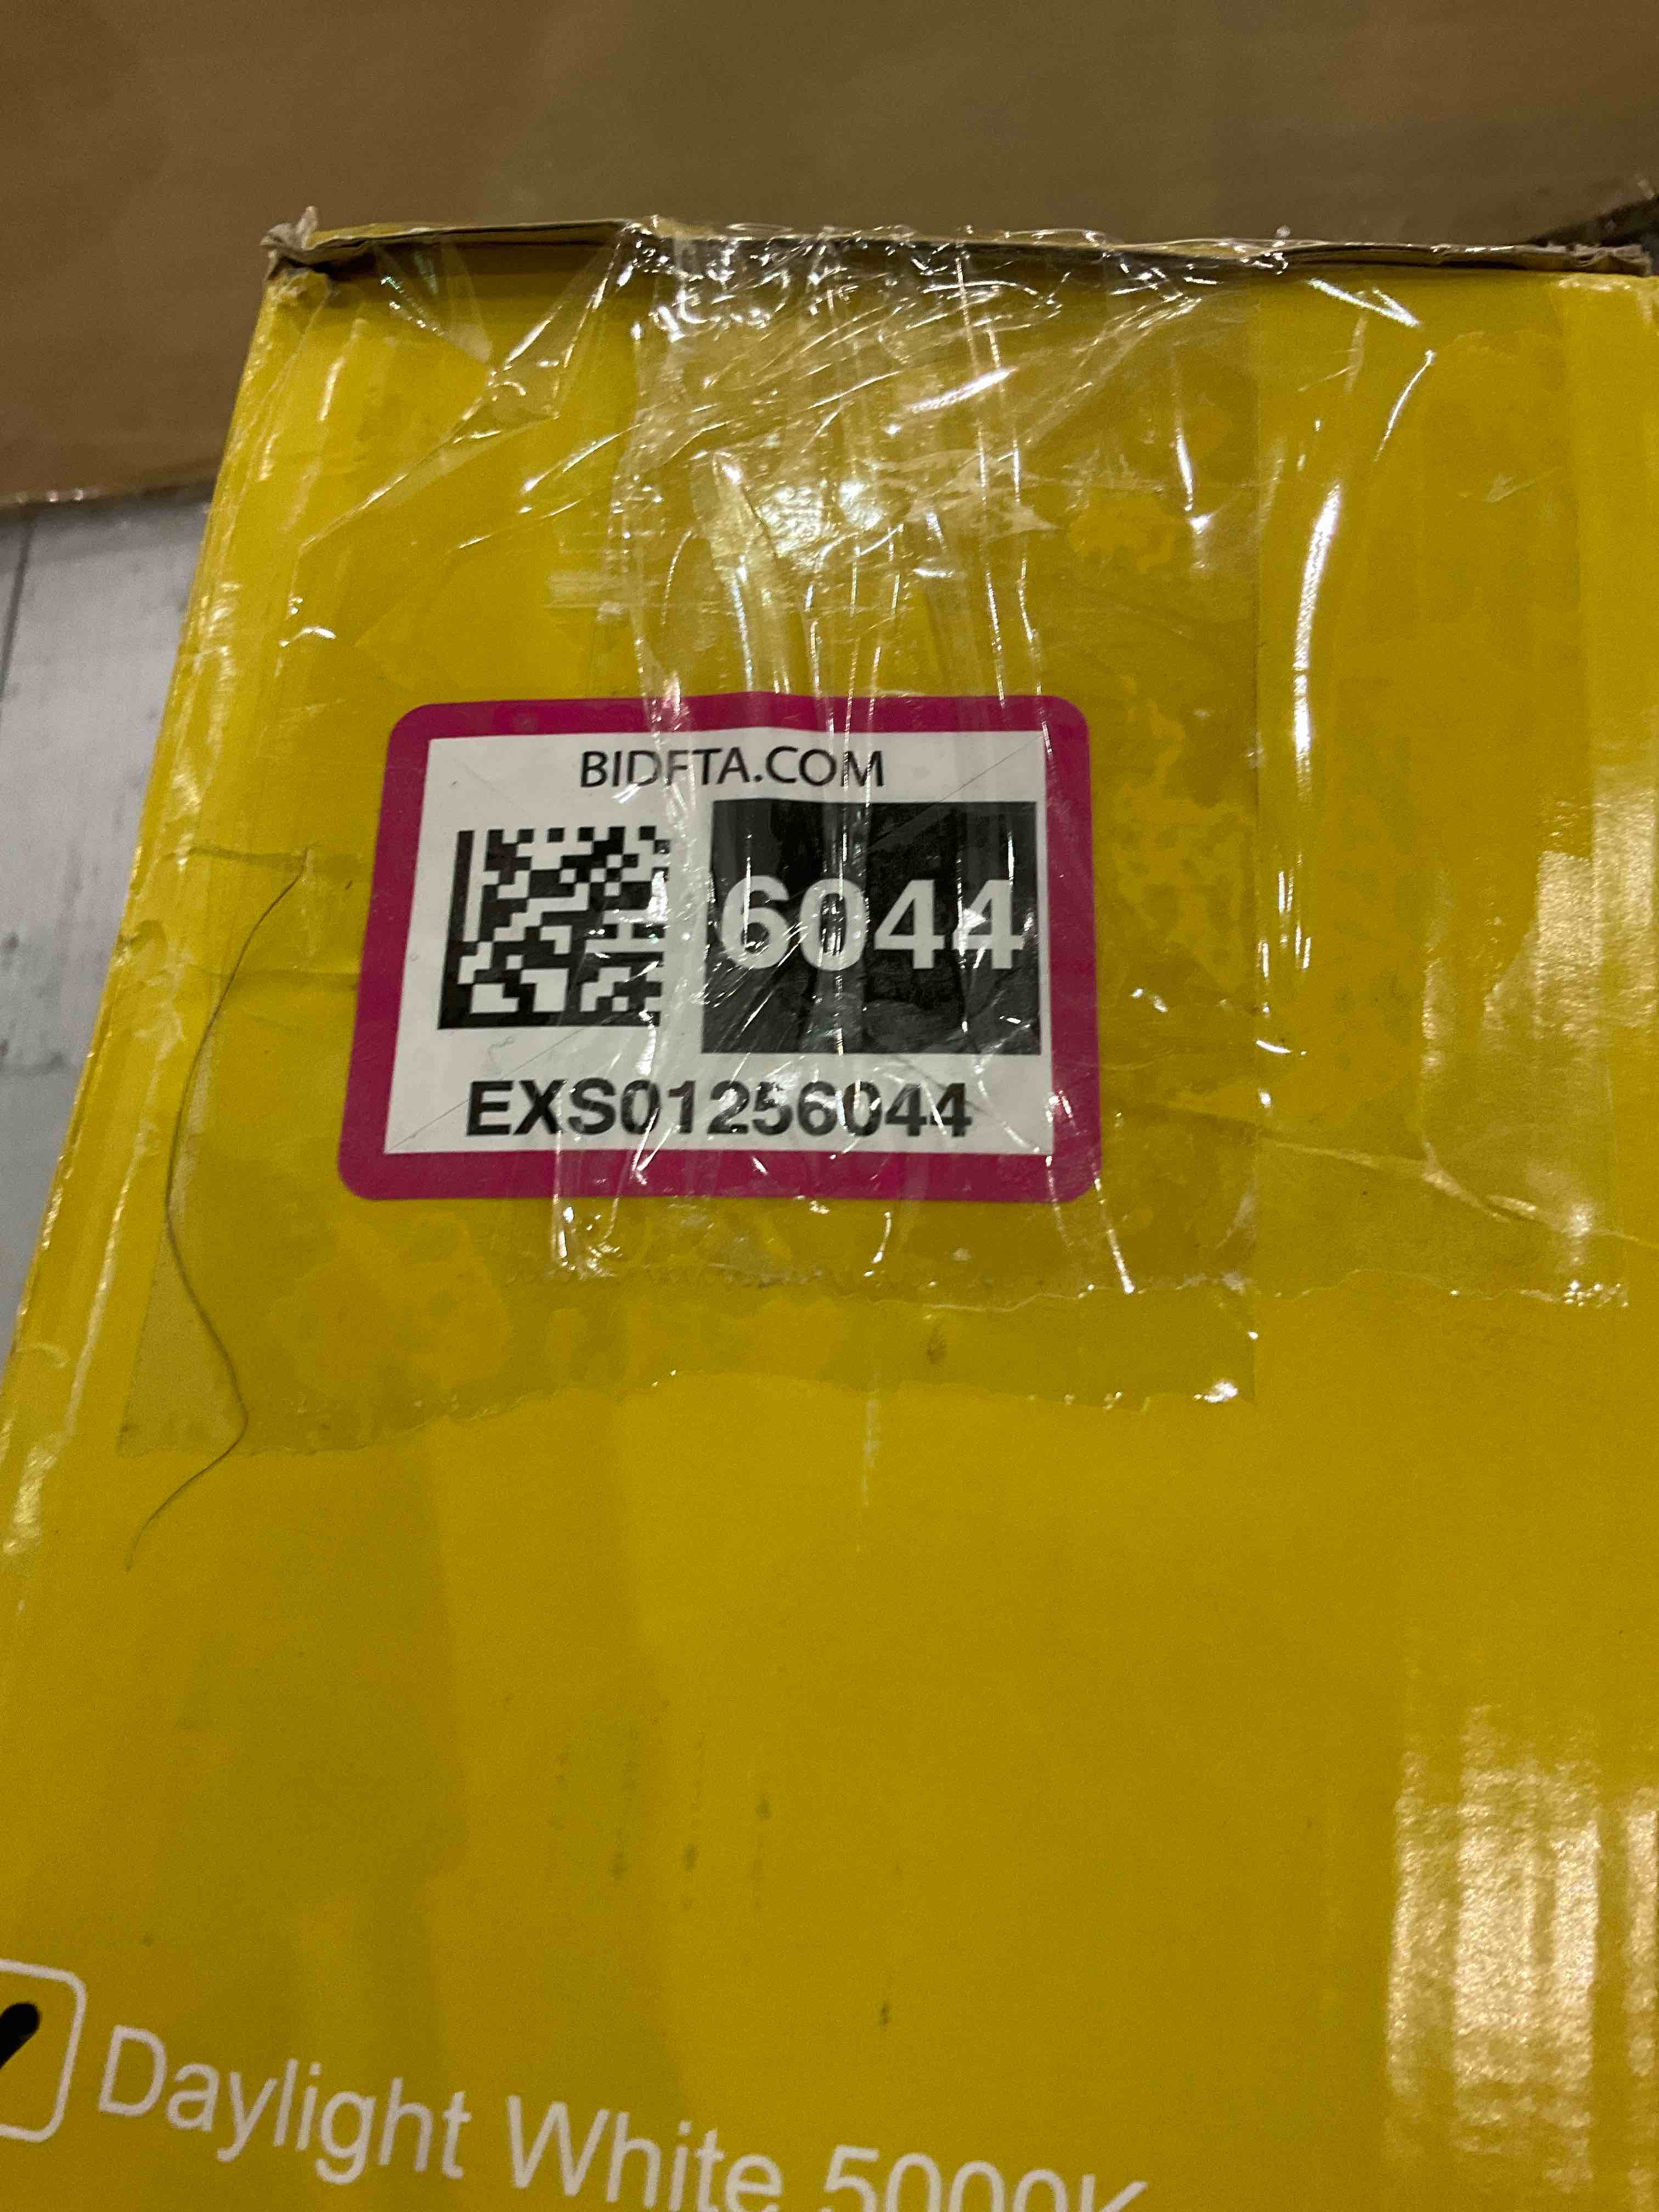 BIDFTA.COM
6044
EXS01256044
Daylight White 5000K